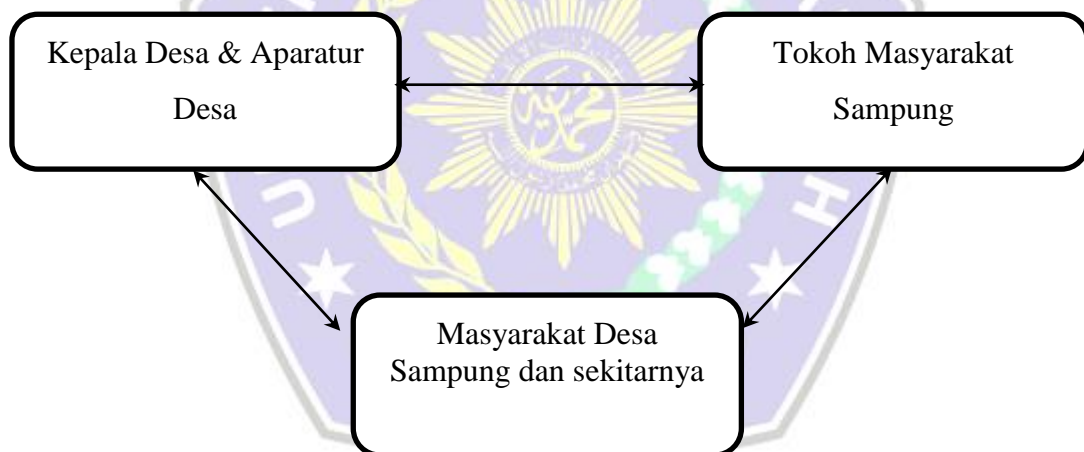 Kepala Desa & Aparatur
Desa
Tokoh Masyarakat
Sampung
Masyarakat Desa
Sampung dan sekitarnya
U
H